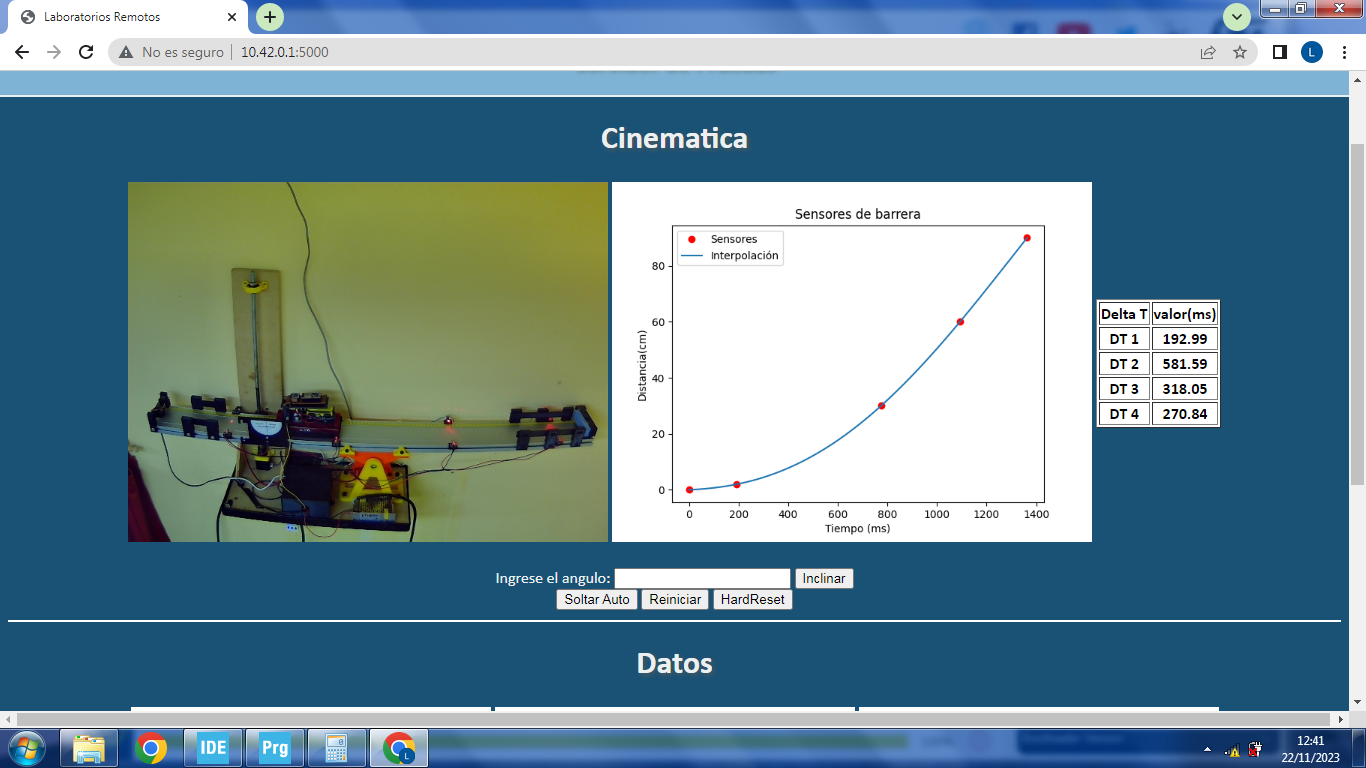 Laboratorios Remotos
No es seguro
10.42.0.1:5000
L
Cinematica
Sensores de barrera
Sensores
Interpolación
80
60
40
20
0
Distancia(cm)
0 200 400 600 800 1000 1200 1400
Tiempo (ms)
Delta T valor(ms)
DT 1 192.99
DT 2 581.59
DT 3 318.05
DT 4 270.84
Ingrese el angulo: Inclinar
Soltar Auto Reiniciar HardReset
Datos
IDE Prg L
12:41
22/11/2023